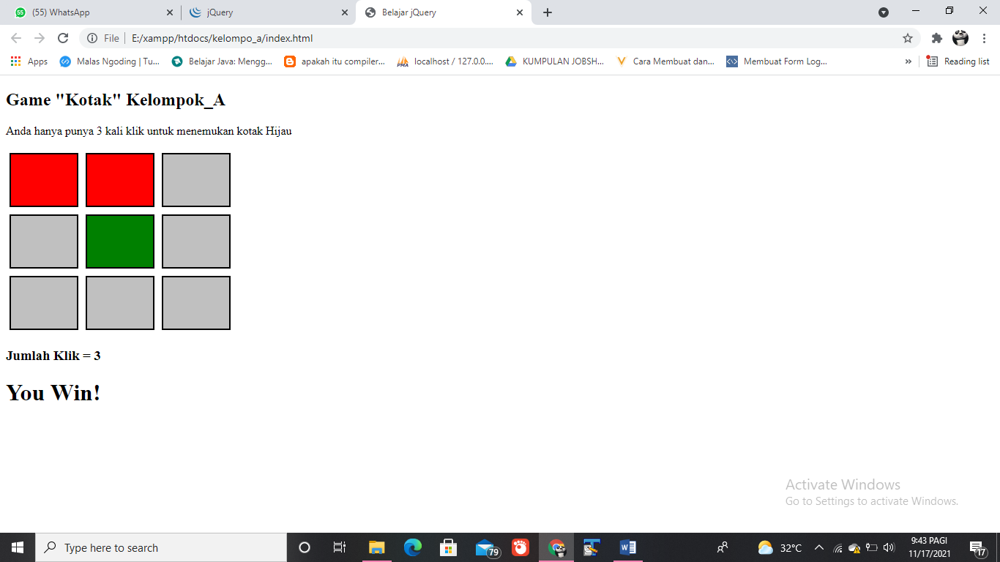 (55) WhatsApp
jQuery
Belajar jQuery
File
E:/xampp/htdocs/kelompo_a/index.html
Apps
Malas Ngoding | Tu...
Belajar Java: Mengg...
apakah itu compiler...
localhost / 127.0.0....
KUMPULAN JOBSH...
Cara Membuat dan...
Membuat Form Log...
»
Reading list
Game "Kotak" Kelompok_A
Anda hanya punya 3 kali klik untuk menemukan kotak Hijau
Jumlah Klik = 3
You Win!
Activate Windows
Go to Settings to activate Windows.
Type here to search
79
32°C
9:43 PAGI
11/17/2021
17